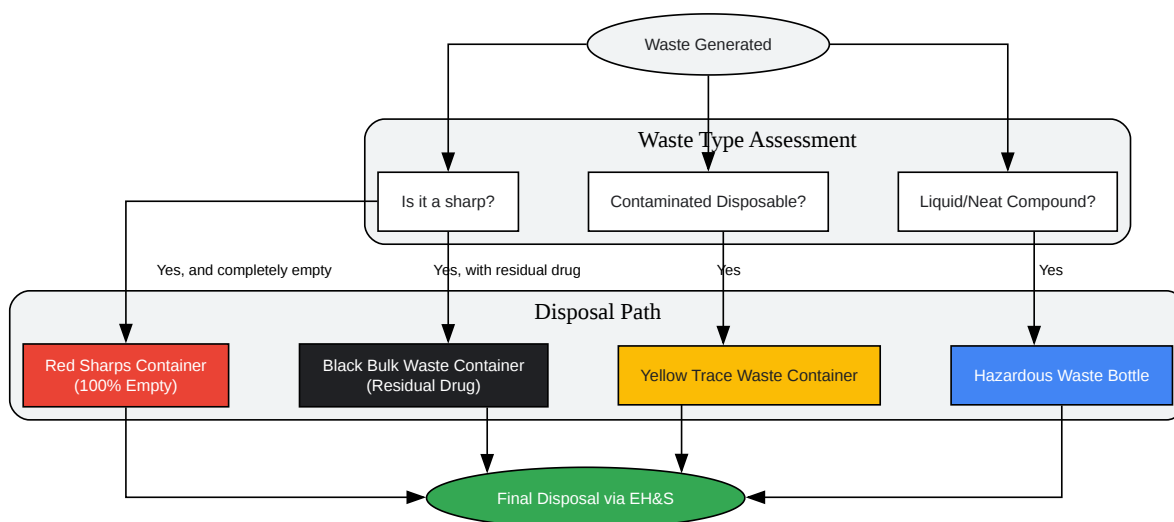 Waste Generated
Waste Type Assessment
Is it a sharp?
Contaminated Disposable?
Liquid/Neat Compound?
Yes, and completely empty
Yes, with residual drug
Yes
Yes
Disposal Path
Red Sharps Container
(100% Empty)
Black Bulk Waste Container
(Residual Drug)
Yellow Trace Waste Container
Hazardous Waste Bottle
Final Disposal via EH&S